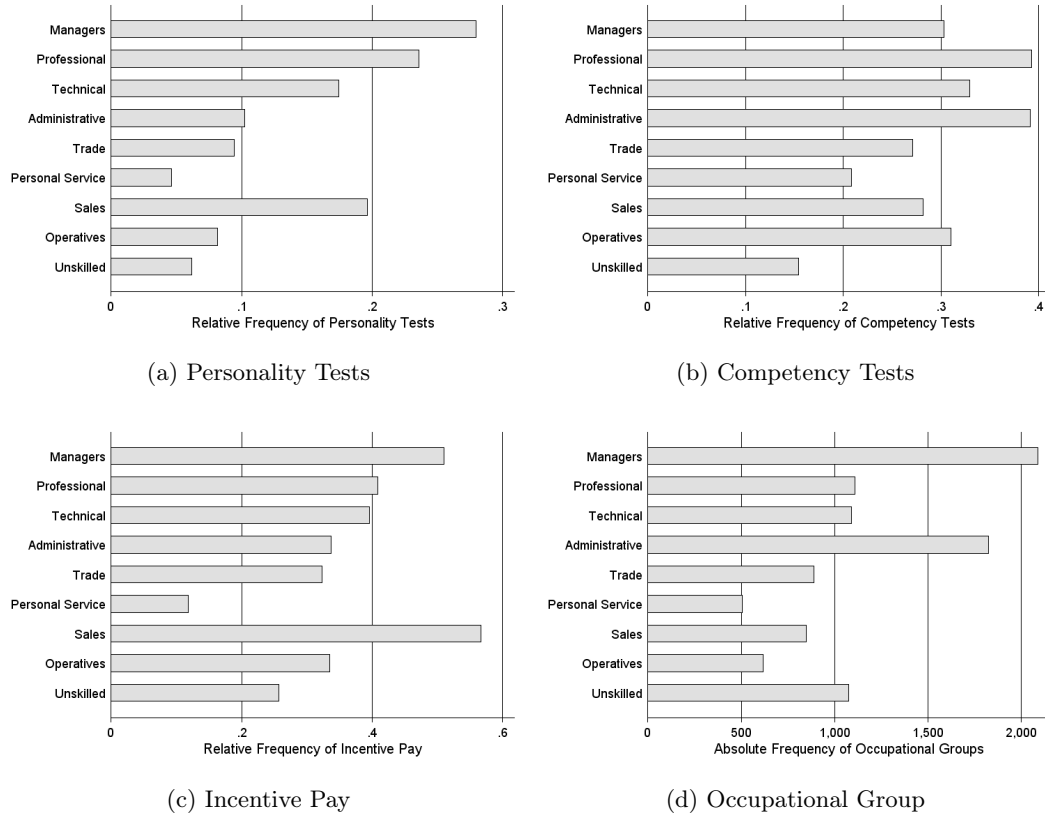 Managers
Professional
Technical
Administrative
Trade
Personal Service
Sales
Operatives
Unskilled
0 .1 .2 .3
Relative Frequency of Personality Tests
(a) Personality Tests
Managers
Professional
Technical
Administrative
Trade
Personal Service
Sales
Operatives
Unskilled
0 .1 .2 .3 .4
Relative Frequency of Competency Tests
(b) Competency Tests
Managers
Professional
Technical
Administrative
Trade
Personal Service
Sales
Operatives
Unskilled
0 .2 .4 .6
Relative Frequency of Incentive Pay
(c) Incentive Pay
Managers
Professional
Technical
Administrative
Trade
Personal Service
Sales
Operatives
Unskilled
0 500 1,000 1,500 2,000
Absolute Frequency of Occupational Groups
(d) Occupational Group